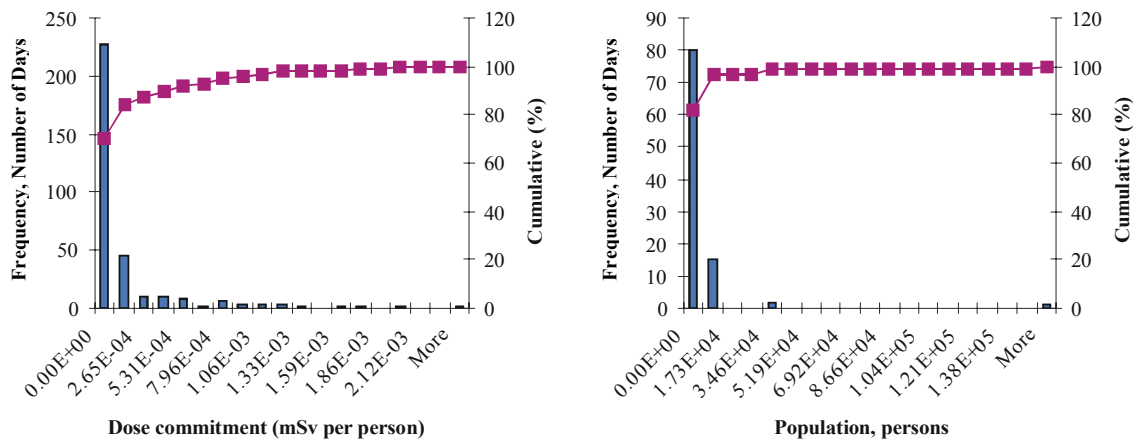 250
200
150
100
50
0
Frequency, Number of Days
120
100
80
60
40
20
0
Cumulative (%)
0.00E+00
2.65E-04
5.31E-04
7.96E-04
1.06E-03
1.33E-03
1.59E-03
1.86E-03
2.12E-03
More
Dose commitment (mSv per person)
90
80
70
60
50
40
30
20
10
0
Frequency, Number of Days
120
100
80
60
40
20
0
Cumulative (%)
0.00E+00
1.73E+04
3.46E+04
5.19E+04
6.92E+04
8.66E+04
1.04E+05
1.21E+05
1.38E+05
More
Population, persons